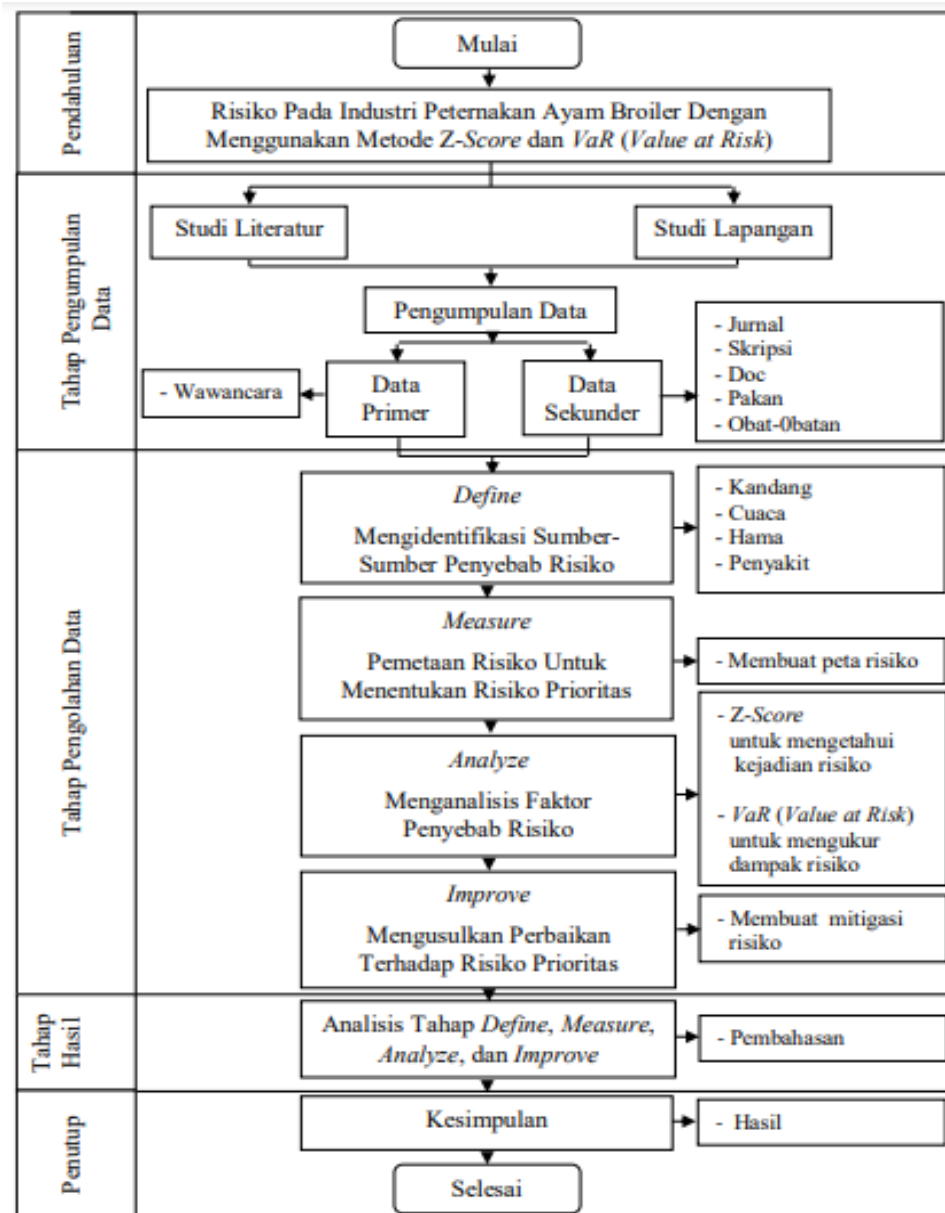 Pendahuluan
Mulai
Risiko Pada Industri Peternakan Ayam Broiler Dengan
Menggunakan Metode Z-Score dan VaR (Value at Risk)
Tahap Pengumpulan
Data
Studi Literatur
Studi Lapangan
Pengumpulan Data
- Wawancara
Data
Primer
Data
Sekunder
- Jurnal
- Skripsi
- Doc
- Pakan
- Obat-0batan
Tahap Pengolahan Data
Define
Mengidentifikasi Sumber-
Sumber Penyebab Risiko
- Kandang
- Cuaca
- Hama
- Penyakit
Measure
Pemetaan Risiko Untuk
Menentukan Risiko Prioritas
- Membuat peta risiko
Analyze
Menganalisis Faktor
Penyebab Risiko
- Z-Score
untuk mengetahui
kejadian risiko
- VaR (Value at Risk)
untuk mengukur
dampak risiko
Improve
Mengusulkan Perbaikan
Terhadap Risiko Prioritas
- Membuat mitigasi
risiko
Tahap
Hasil
Analisis Tahap Define, Measure,
Analyze, dan Improve
- Pembahasan
Penutup
Kesimpulan
- Hasil
Selesai